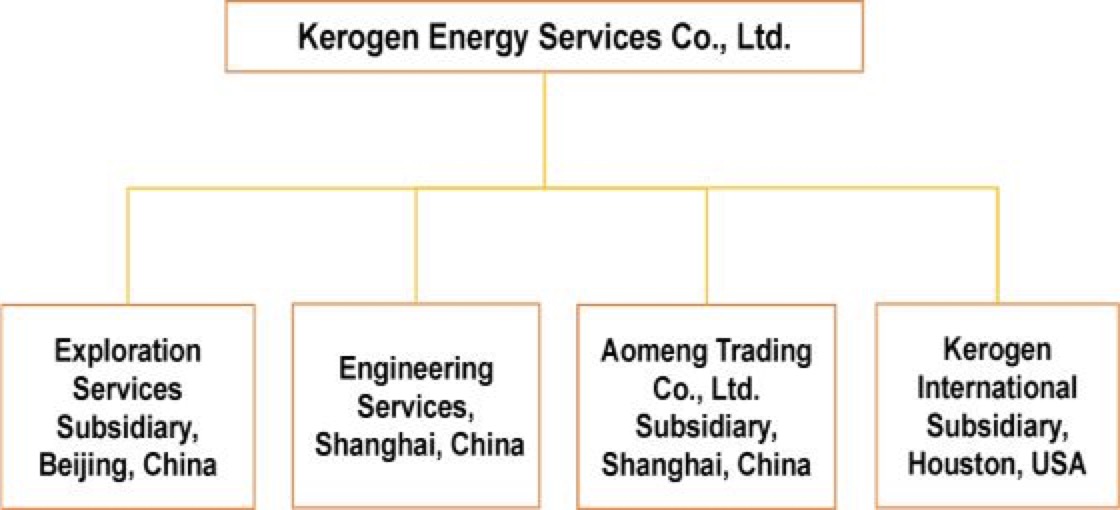 Kerogen Energy Services Co., Ltd.
Exploration
Services
Subsidiary,
Beijing, China
Engineering
Services,
Shanghai, China
Aomeng Trading
Co., Ltd.
Subsidiary,
Shanghai, China
Kerogen
International
Subsidiary,
Houston, USA